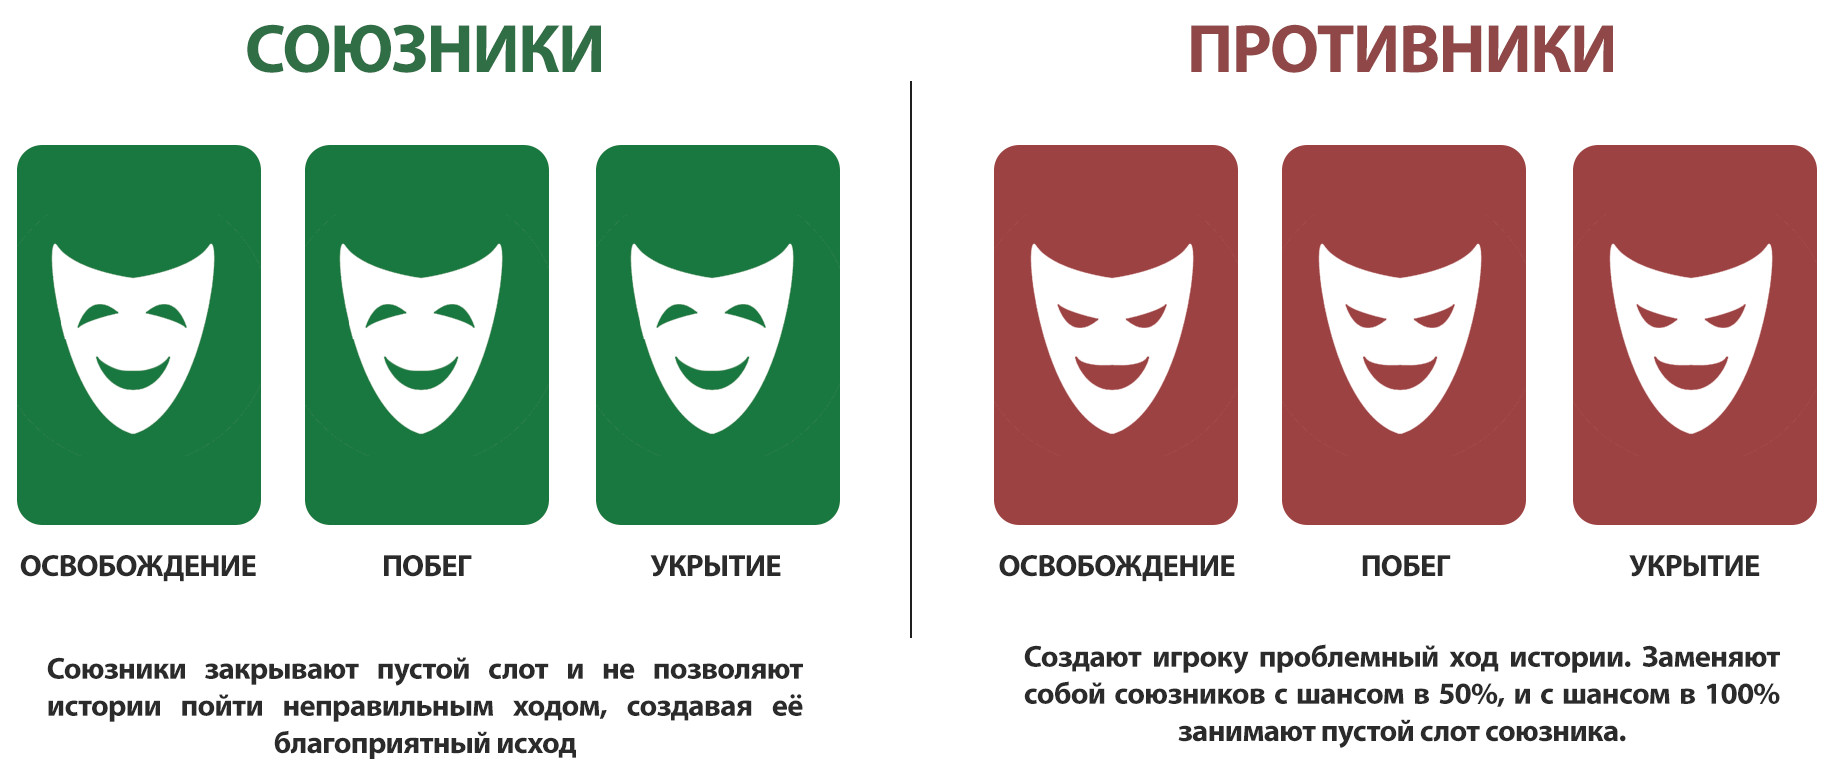 СОЮЗНИКИ
ОСВОБОЖДЕНИЕ
ПОБЕГ
УКРЫТИЕ
Союзники закрывают пустой слот и не позволяют
истории пойти неправильным ходом, создавая её
благоприятный исход
ПРОТИВНИКИ
ОСВОБОЖДЕНИЕ
ПОБЕГ
УКРЫТИЕ
Создают игроку проблемный ход истории. Заменяют
собой союзников с шансом в 50%, и с шансом в 100%
занимают пустой слот союзника.